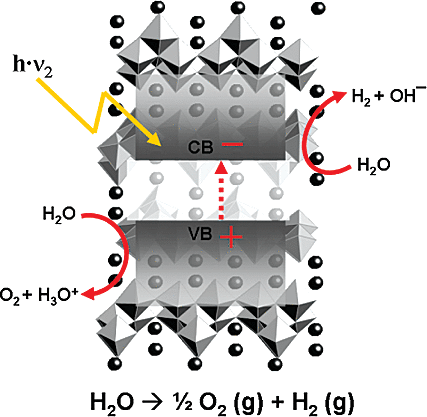 h·ν₂
H₂ + OH⁻
CB −
H₂O
H₂O
VB +
O₂ + H₃O⁺
H₂O → ½ O₂ (g) + H₂ (g)